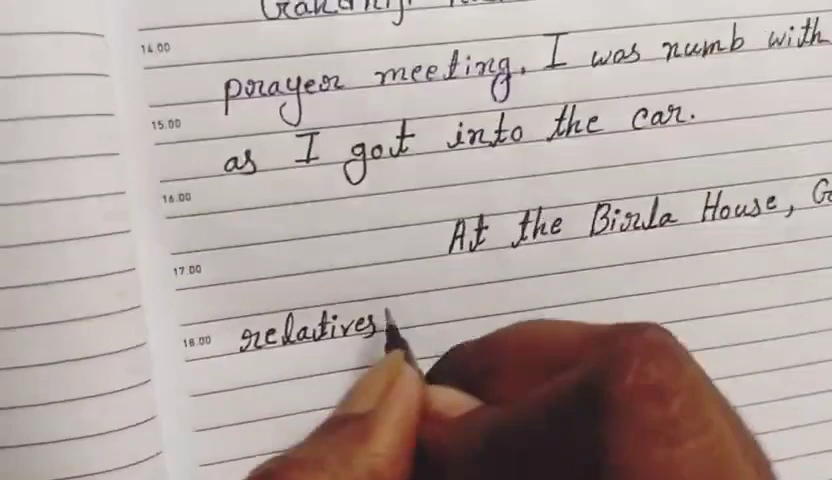 14.00
prayer meeting. I was numb with
15.00
as I got into the car.
16.00
At the Birla House,
17.00
18.00 relatives